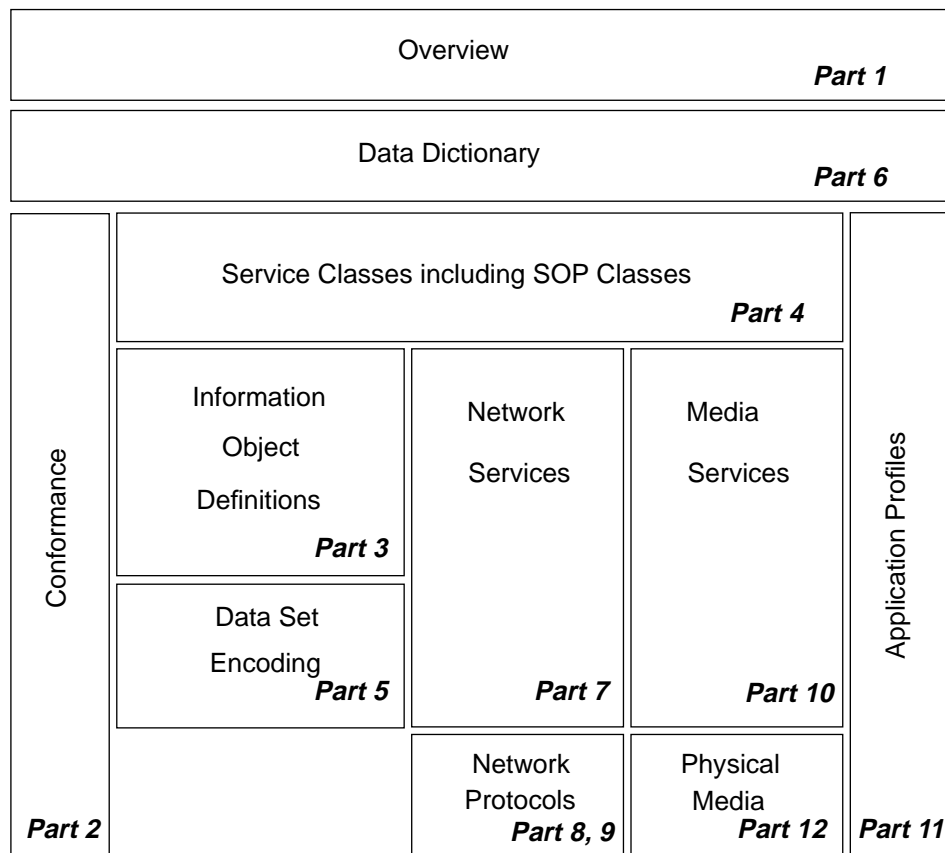 Overview
Part 1
Data Dictionary
Part 6
Conformance
Part 2
Service Classes including SOP Classes
Part 4
Information
Object
Definitions
Part 3
Data Set
Encoding
Part 5
Network
Services
Part 7
Network
Protocols
Part 8, 9
Media
Services
Part 10
Physical
Media
Part 12
Application Profiles
Part 11